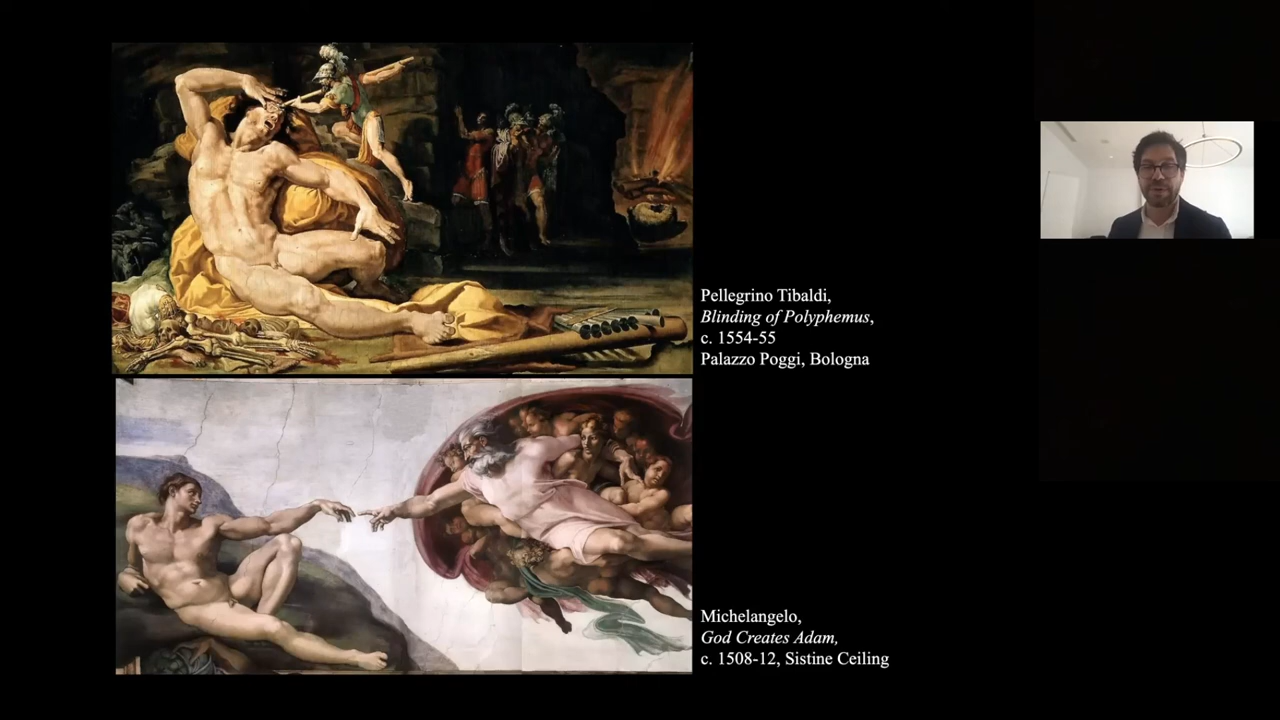 Pellegrino Tibaldi,
Blinding of Polyphemus,
c. 1554-55
Palazzo Poggi, Bologna
Michelangelo,
God Creates Adam,
c. 1508-12, Sistine Ceiling